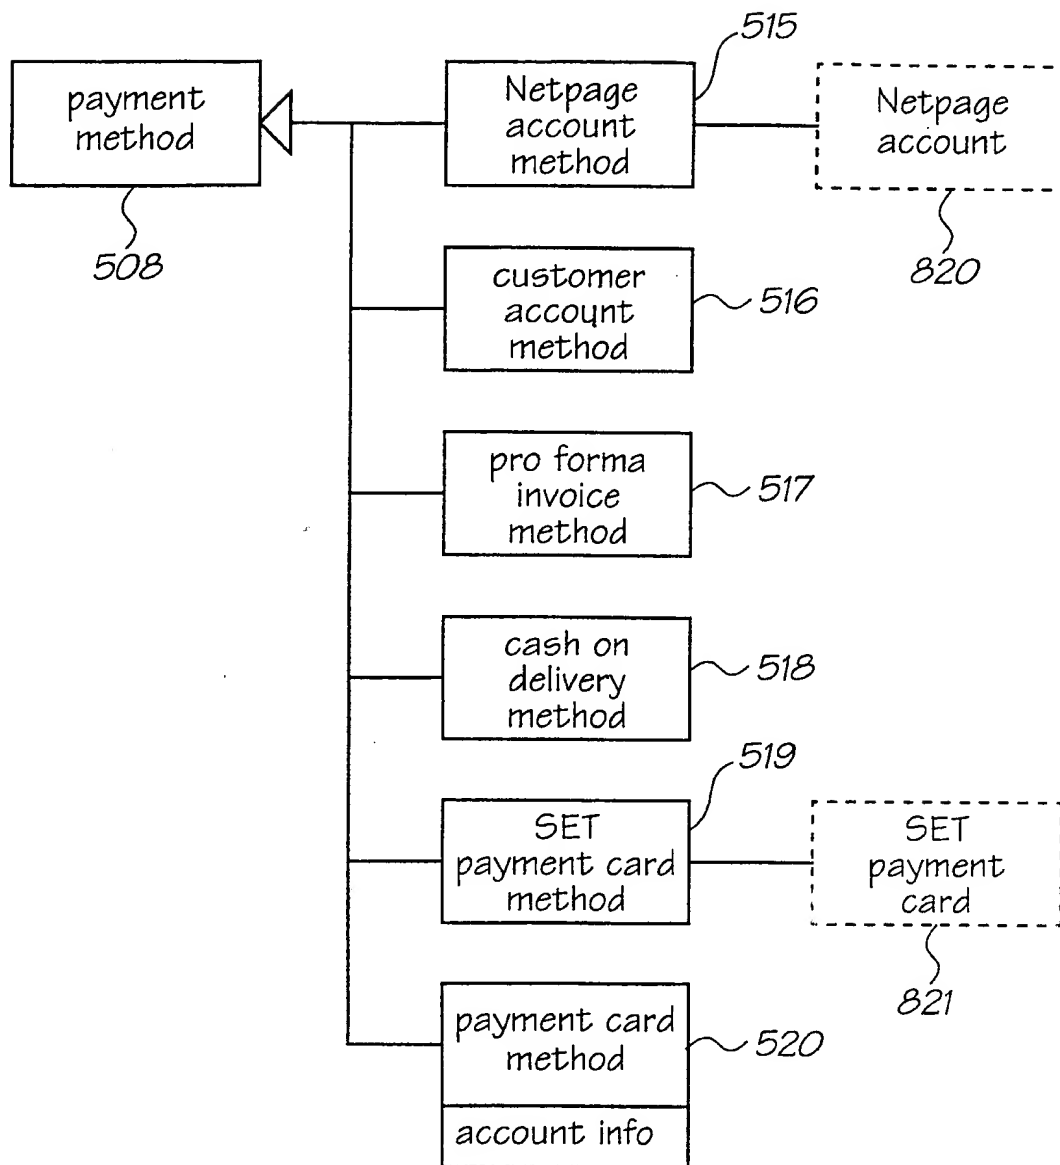 515
payment
method
Netpage
account
method
Netpage
account
508
820
customer
account
method
516
pro forma
invoice
method
517
cash on
delivery
method
518
519
SET
payment card
method
SET
payment
card
821
payment card
method
520
account info